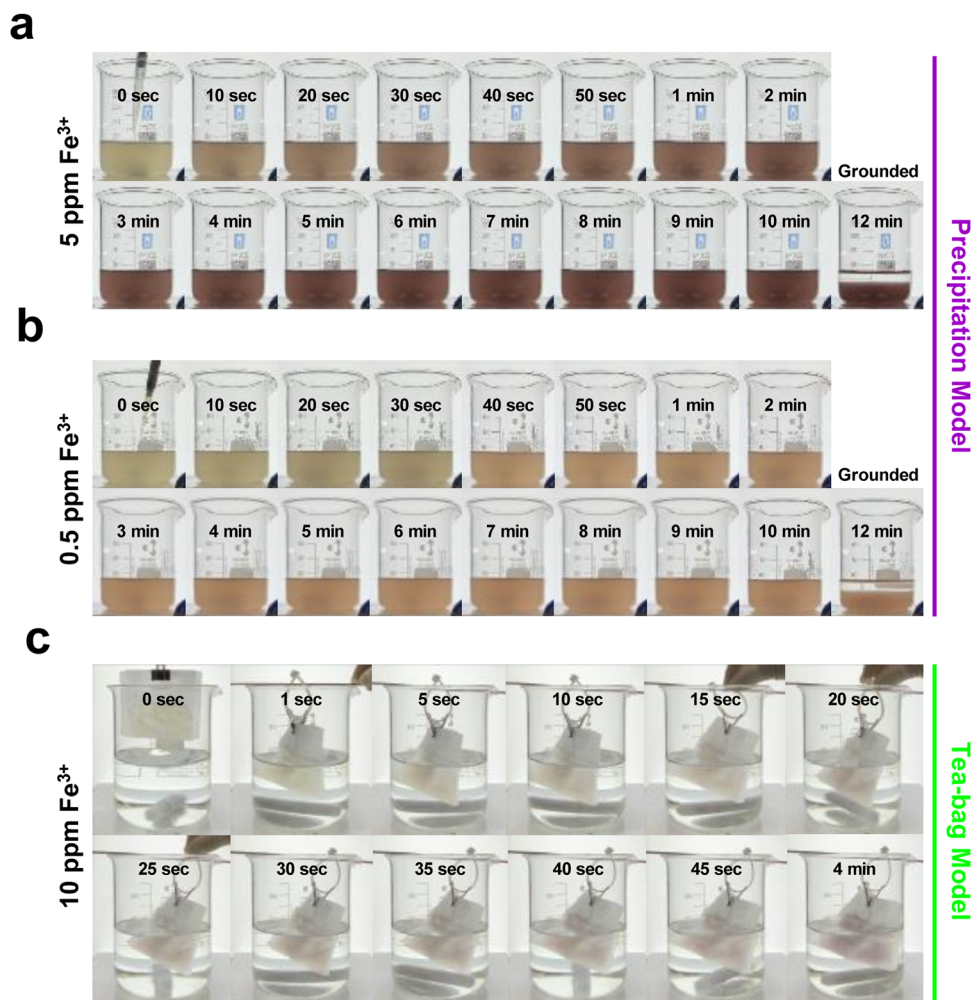 a
5 ppm Fe3+
0 sec 10 sec 20 sec 30 sec 40 sec 50 sec 1 min 2 min
Grounded
3 min 4 min 5 min 6 min 7 min 8 min 9 min 10 min 12 min
b
0.5 ppm Fe3+
0 sec 10 sec 20 sec 30 sec 40 sec 50 sec 1 min 2 min
Grounded
3 min 4 min 5 min 6 min 7 min 8 min 9 min 10 min 12 min
Precipitation Model
c
10 ppm Fe3+
0 sec 1 sec 5 sec 10 sec 15 sec 20 sec
25 sec 30 sec 35 sec 40 sec 45 sec 4 min
Tea-bag Model